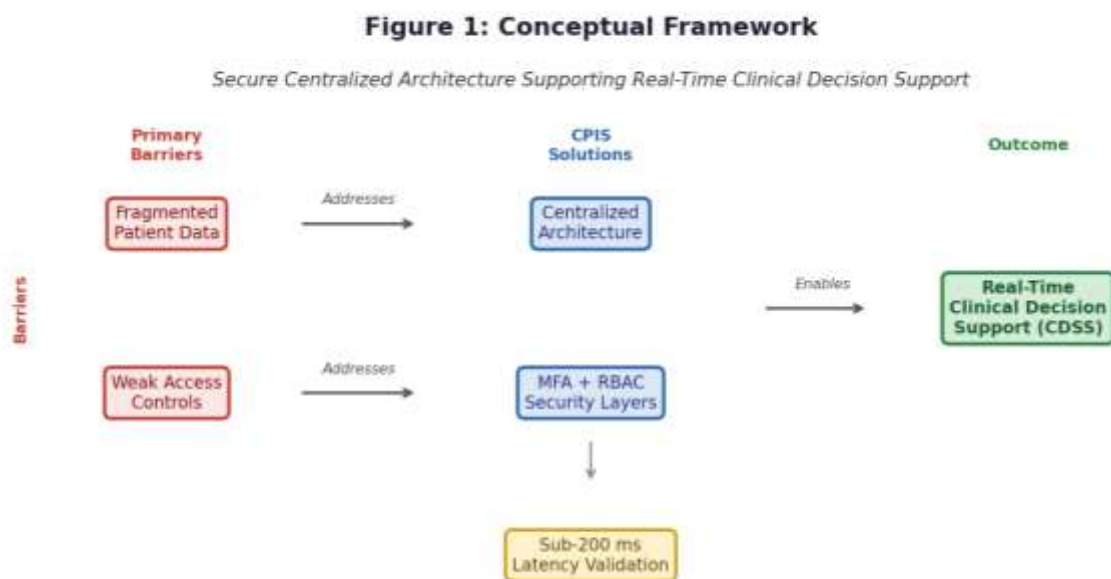 Figure 1: Conceptual Framework
Secure Centralized Architecture Supporting Real-Time Clinical Decision Support
Primary
Barriers
CPIS
Solutions
Outcome
Fragmented
Patient Data
Addresses
Centralized
Architecture
Barriers
Enables
Real-Time
Clinical Decision
Support (CDSS)
Weak Access
Controls
Addresses
MFA + RBAC
Security Layers
Sub-200 ms
Latency Validation